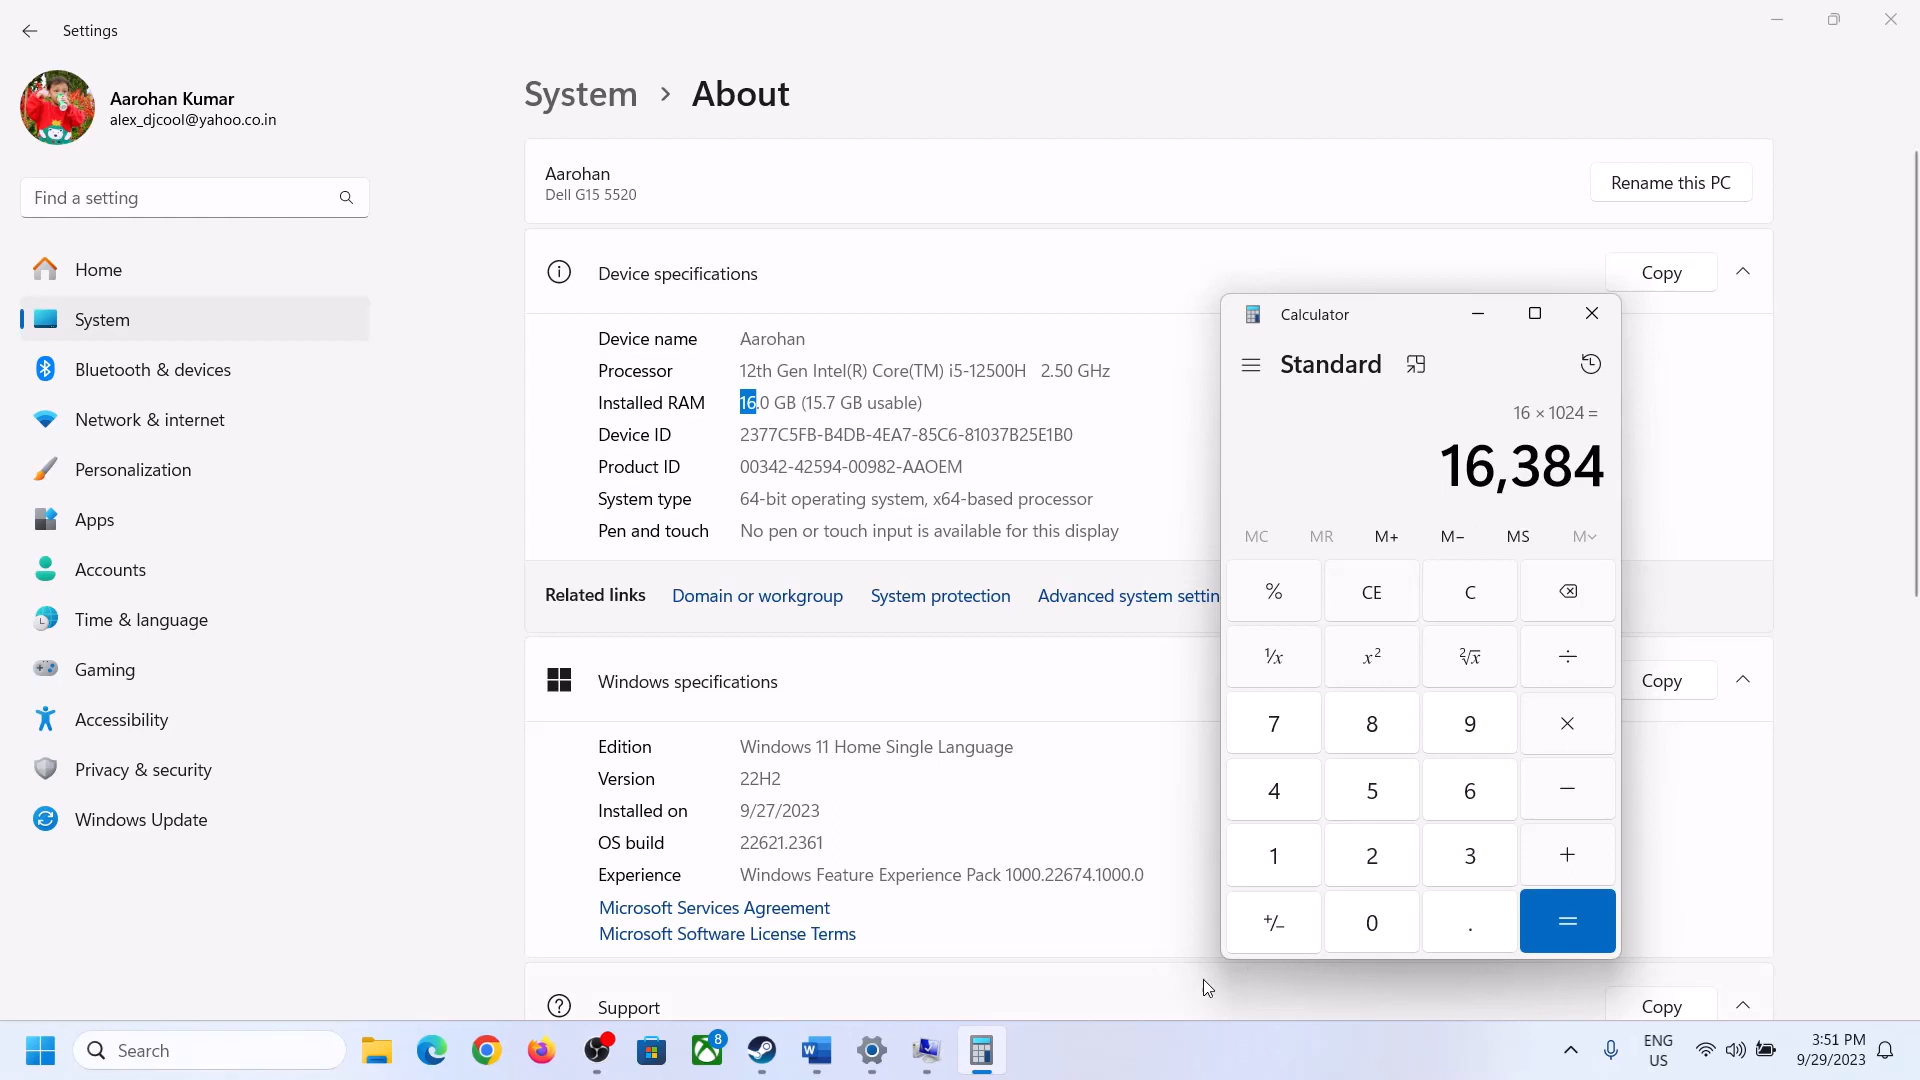 Settings
Aarohan Kumar
alex_djcool@yahoo.co.in
Find a setting
Home
System
Bluetooth & devices
Network & internet
Personalization
Apps
Accounts
Time & language
Gaming
Accessibility
Privacy & security
Windows Update
System > About
Aarohan
Dell G15 5520
Rename this PC
Device specifications
Copy
Device name Aarohan
Processor 12th Gen Intel(R) Core(TM) i5-12500H 2.50 GHz
Installed RAM 16.0 GB (15.7 GB usable)
Device ID 2377C5FB-B4DB-4EA7-85C6-81037B25E1B0
Product ID 00342-42594-00982-AAOEM
System type 64-bit operating system, x64-based processor
Pen and touch No pen or touch input is available for this display
Related links Domain or workgroup System protection Advanced system settin
Windows specifications
Copy
Edition Windows 11 Home Single Language
Version 22H2
Installed on 9/27/2023
OS build 22621.2361
Experience Windows Feature Experience Pack 1000.22674.1000.0
Microsoft Services Agreement
Microsoft Software License Terms
Support
Copy
Calculator
Standard
16 × 1024 =
16,384
MC MR M+ M− MS M
% CE C
¹⁄x x² ²√x ÷
7 8 9 ×
4 5 6 −
1 2 3 +
+/− 0 . =
Search
8
W
ENG
US
3:51 PM
9/29/2023